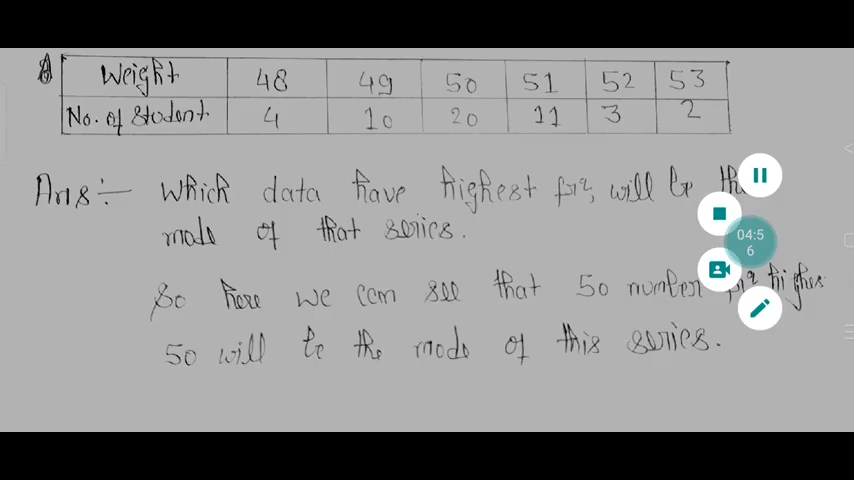 Weight 48 49 50 51 52 53
No. of Student 4 10 20 11 3 2
Ans :- Which data have highest frq, will be the
mode of that series.
So here we can see that 50 number frq highes
50 will be the mode of this series.
04:5
6